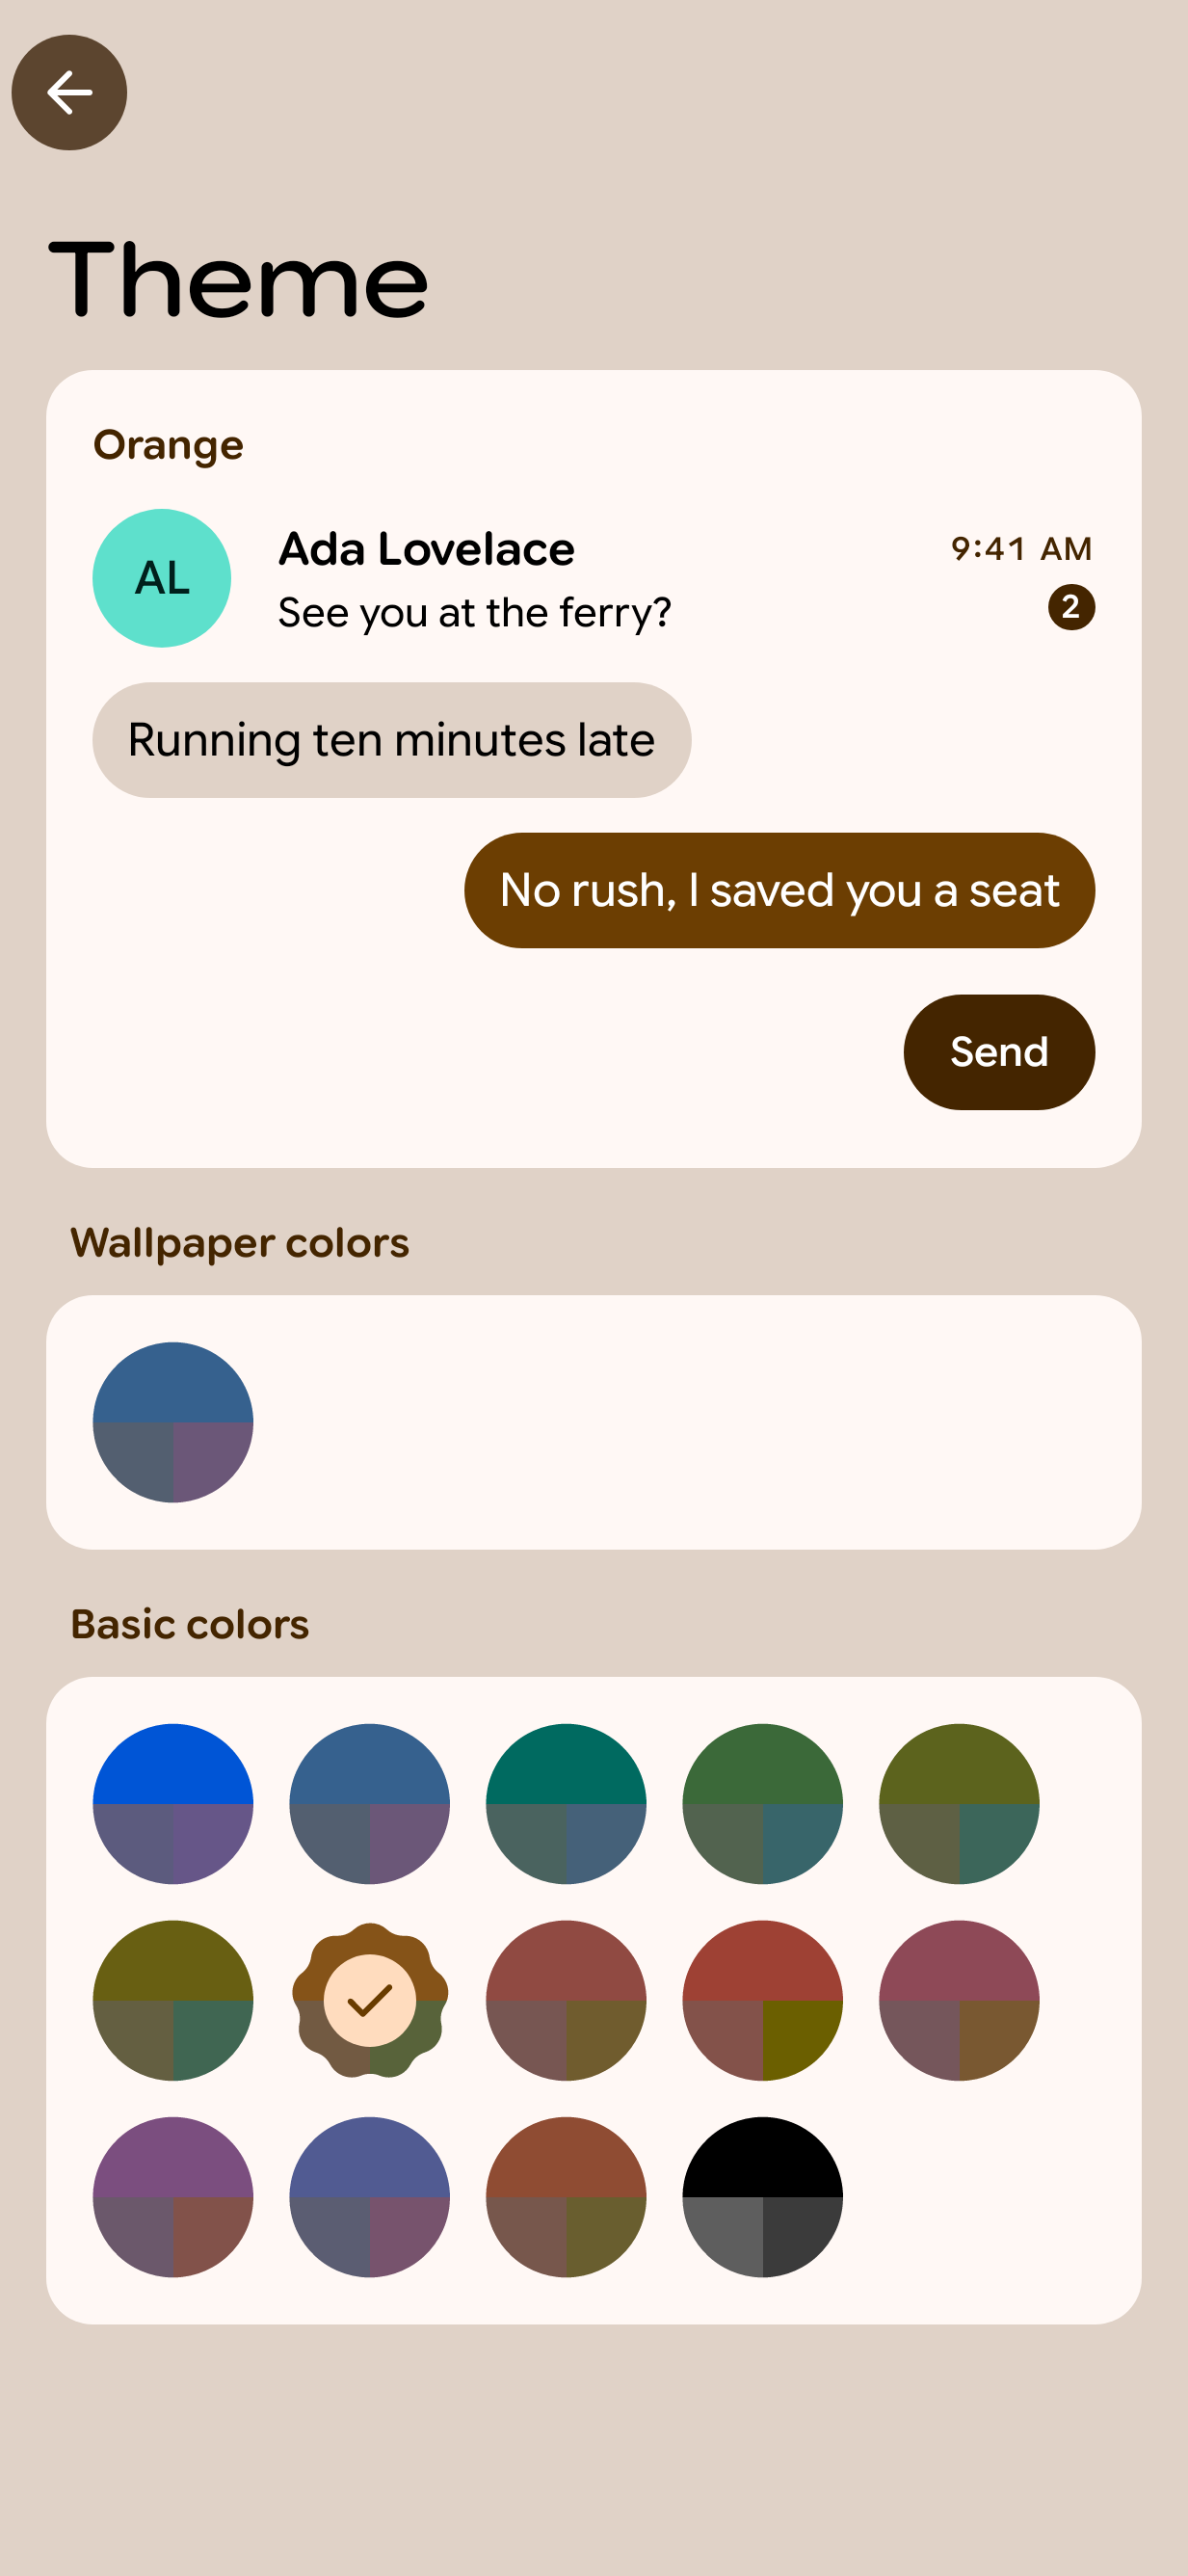 Theme
Orange
AL
Ada Lovelace
9:41 AM
See you at the ferry?
2
Running ten minutes late
No rush, I saved you a seat
Send
Wallpaper colors
Basic colors